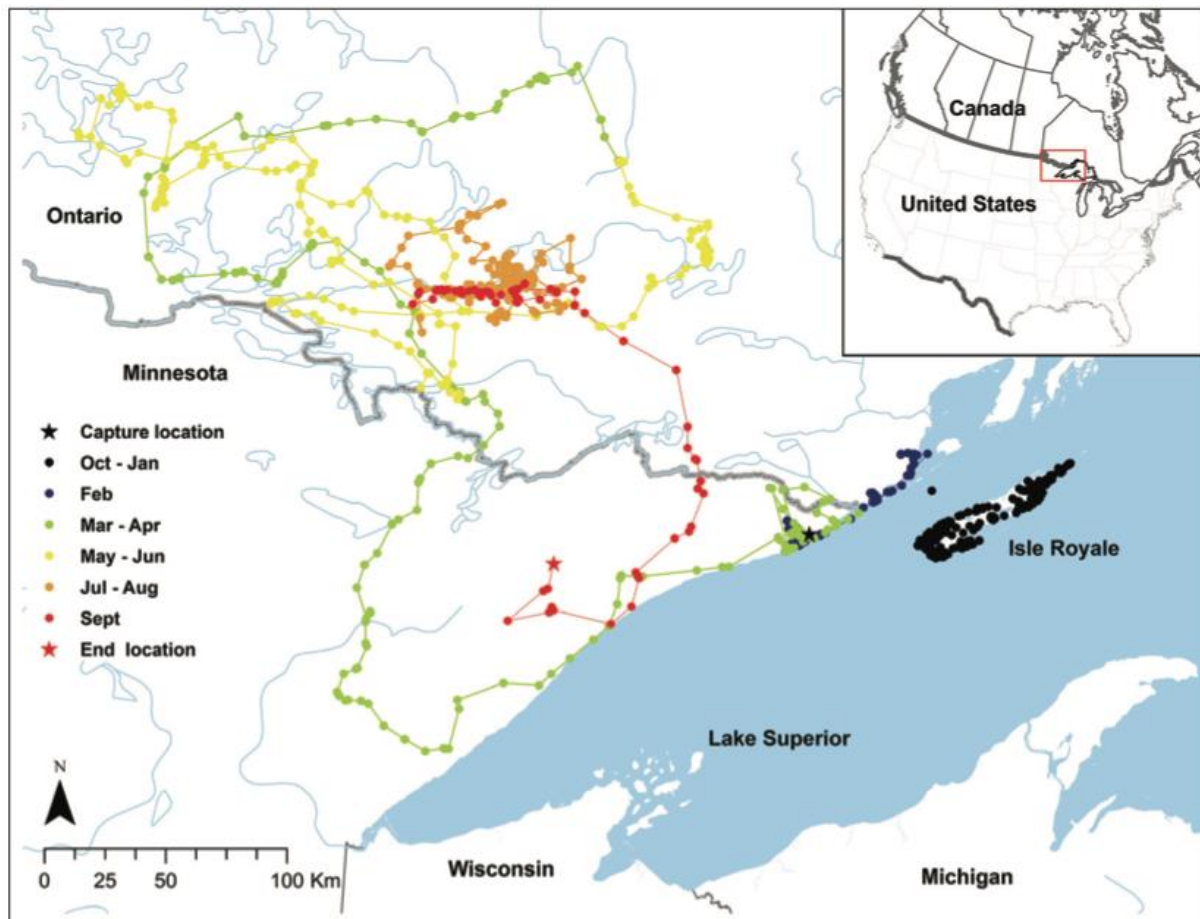 Canada
United States
Ontario
Minnesota
Capture location
Oct - Jan
Feb
Mar - Apr
May - Jun
Jul - Aug
Sept
End location
Isle Royale
Lake Superior
N
0 25 50 100 Km
Wisconsin
Michigan